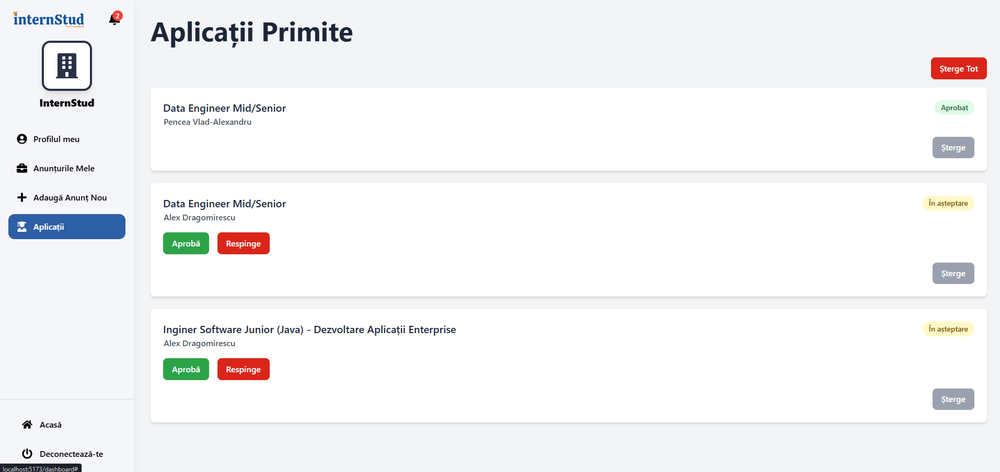 internStud
Pentru studenți
2
InternStud
Profilul meu
Anunțurile Mele
Adaugă Anunț Nou
Aplicații
Acasă
Deconectează-te
localhost:5173/dashboard#
Aplicații Primite
Șterge Tot
Data Engineer Mid/Senior
Aprobat
Pencea Vlad-Alexandru
Șterge
Data Engineer Mid/Senior
În așteptare
Alex Dragomirescu
Aprobă Respinge
Șterge
Inginer Software Junior (Java) - Dezvoltare Aplicații Enterprise
În așteptare
Alex Dragomirescu
Aprobă Respinge
Șterge